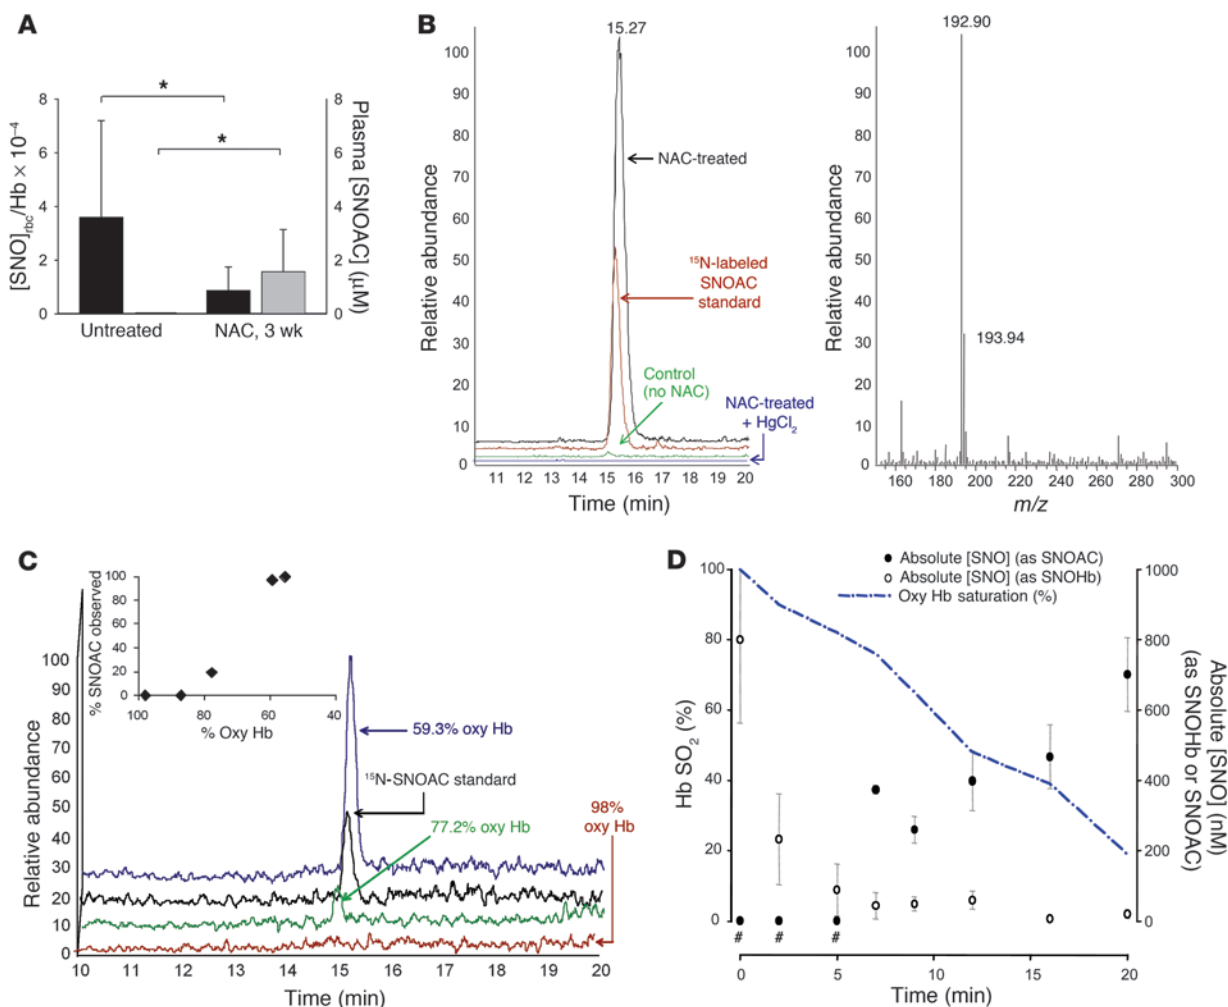 A
*
*
8
6
4
2
0
[SNO]rbc/Hb × 10⁻⁴
8
6
4
2
0
Plasma [SNOAC] (μM)
Untreated
NAC, 3 wk
B
15.27
100
90
80
70
60
50
40
30
20
10
0
Relative abundance
NAC-treated
¹⁵N-labeled
SNOAC
standard
Control
(no NAC)
NAC-treated
+ HgCl₂
11 12 13 14 15 16 17 18 19 20
Time (min)
192.90
193.94
100
90
80
70
60
50
40
30
20
10
0
Relative abundance
160 180 200 220 240 260 280 300
m/z
C
100
80
60
40
20
0
% SNOAC observed
100 80 60 40
% Oxy Hb
100
90
80
70
60
50
40
30
20
10
0
Relative abundance
59.3% oxy Hb
¹⁵N-SNOAC standard
77.2% oxy Hb
98%
oxy Hb
10 11 12 13 14 15 16 17 18 19 20
Time (min)
D
Absolute [SNO] (as SNOAC)
Absolute [SNO] (as SNOHb)
Oxy Hb saturation (%)
100
80
60
40
20
0
Hb SO₂ (%)
1000
800
600
400
200
0
Absolute [SNO] (nM)
(as SNOHb or SNOAC)
# # #
0 5 10 15 20
Time (min)